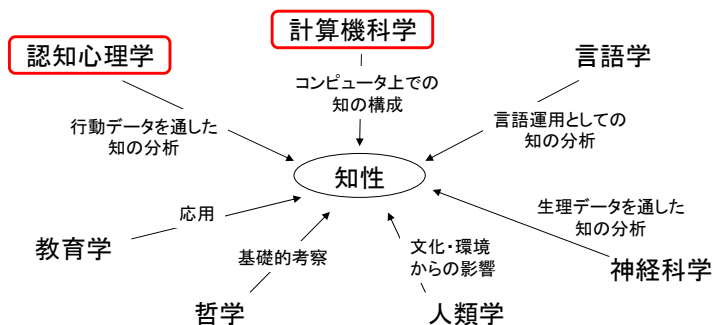 計算機科学
認知心理学
言語学
コンピュータ上での
知の構成
行動データを通した
知の分析
言語運用としての
知の分析
知性
応用
生理データを通した
知の分析
教育学
基礎的考察
文化・環境
からの影響
神経科学
哲学
人類学